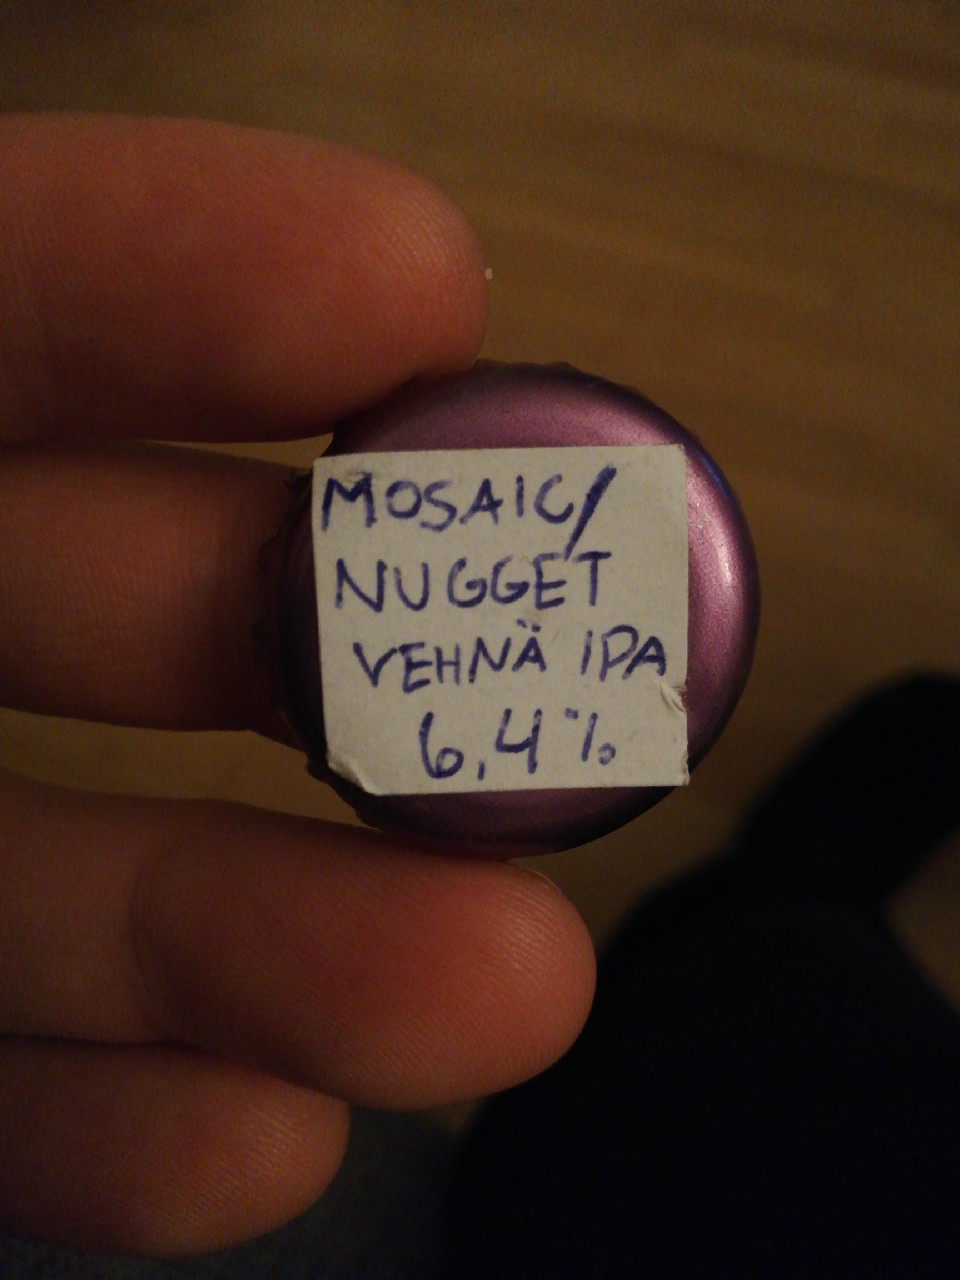 MOSAIC/
NUGGET
VEHNÄ IPA
6,4%